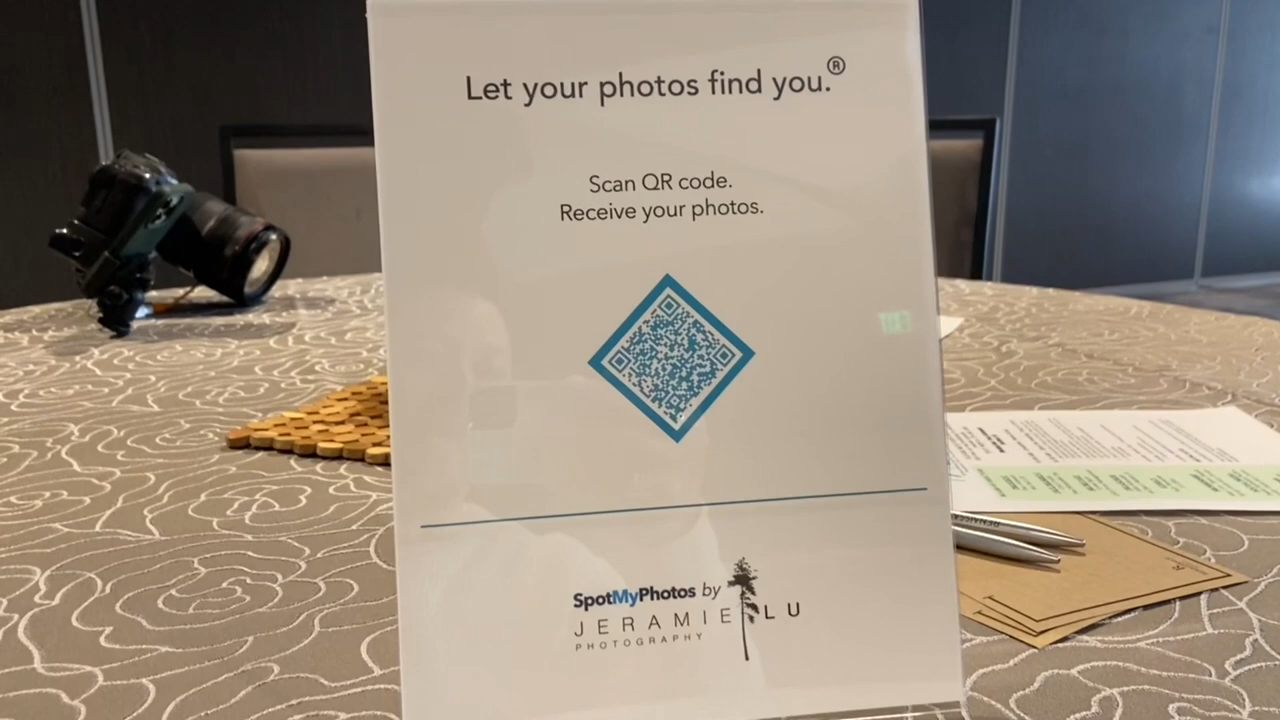 Let your photos find you.®
Scan QR code.
Receive your photos.
SpotMyPhotos by
JERAMIE LU
PHOTOGRAPHY